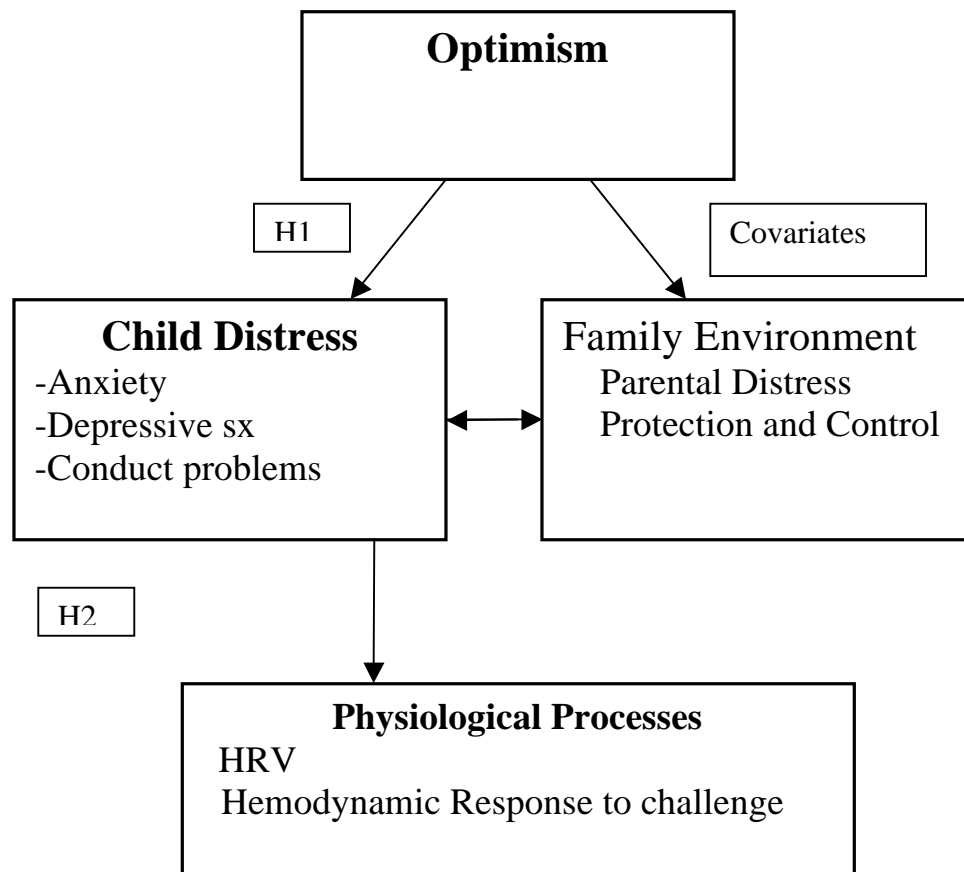 Optimism
H1
Covariates
Child Distress
-Anxiety
-Depressive sx
-Conduct problems
Family Environment
Parental Distress
Protection and Control
H2
Physiological Processes
HRV
Hemodynamic Response to challenge